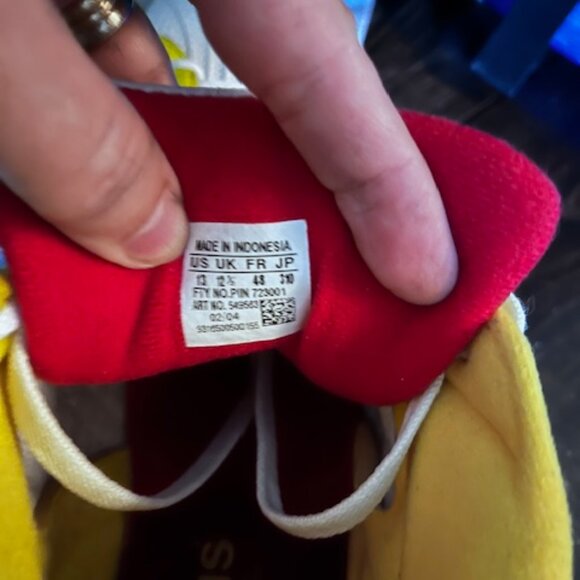 MADE IN INDONESIA
US UK FR JP
13 12½ 48 310
FTY NO.PIIN 723001
ART NO. 549563
02/04